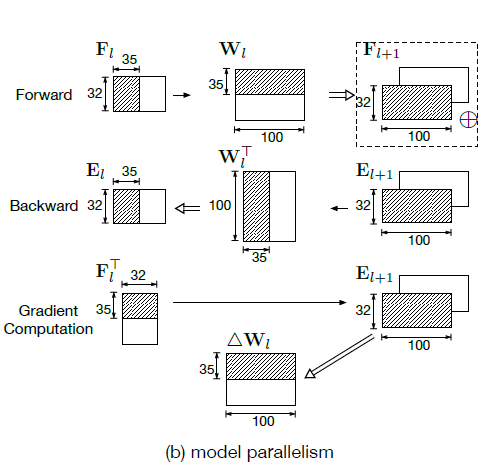 F_l
35
W_l
F_{l+1}
Forward
32
35
32
100
100
E_l
35
W_l^⊤
E_{l+1}
Backward
32
100
32
35
100
F_l^⊤
32
E_{l+1}
35
32
Gradient
Computation
100
△W_l
35
100
(b) model parallelism